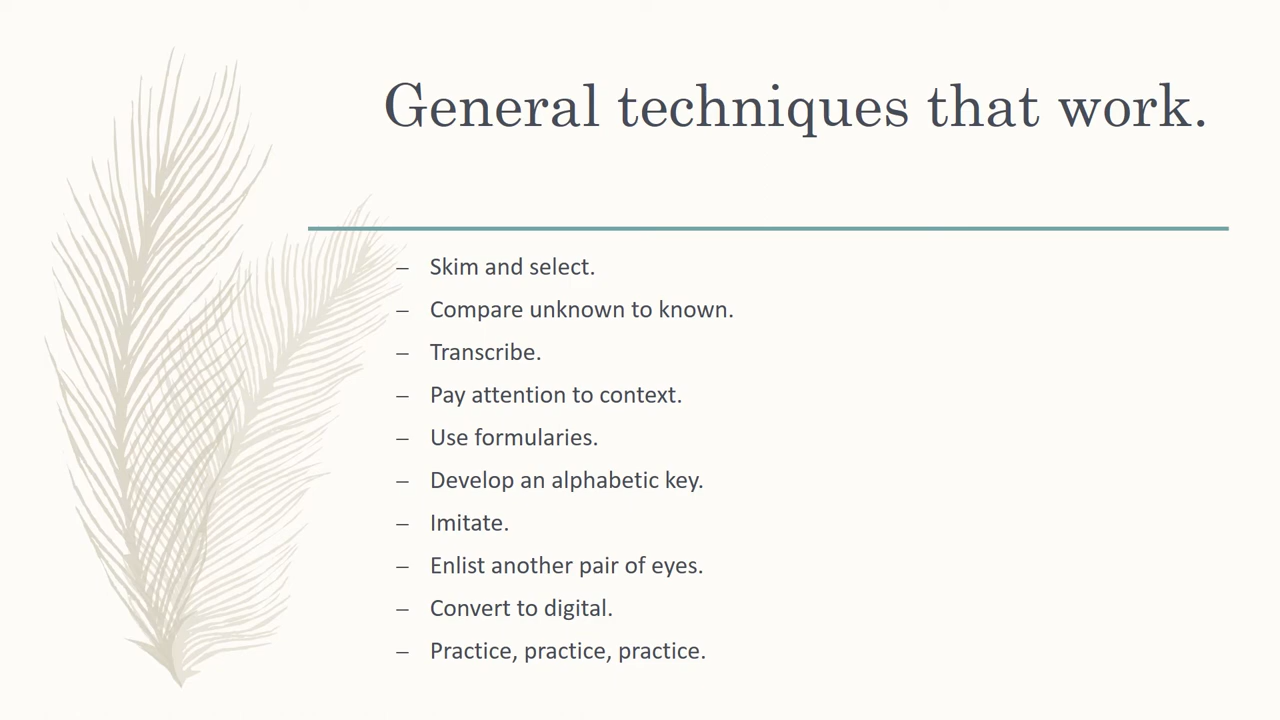 General techniques that work.
– Skim and select.
– Compare unknown to known.
– Transcribe.
– Pay attention to context.
– Use formularies.
– Develop an alphabetic key.
– Imitate.
– Enlist another pair of eyes.
– Convert to digital.
– Practice, practice, practice.